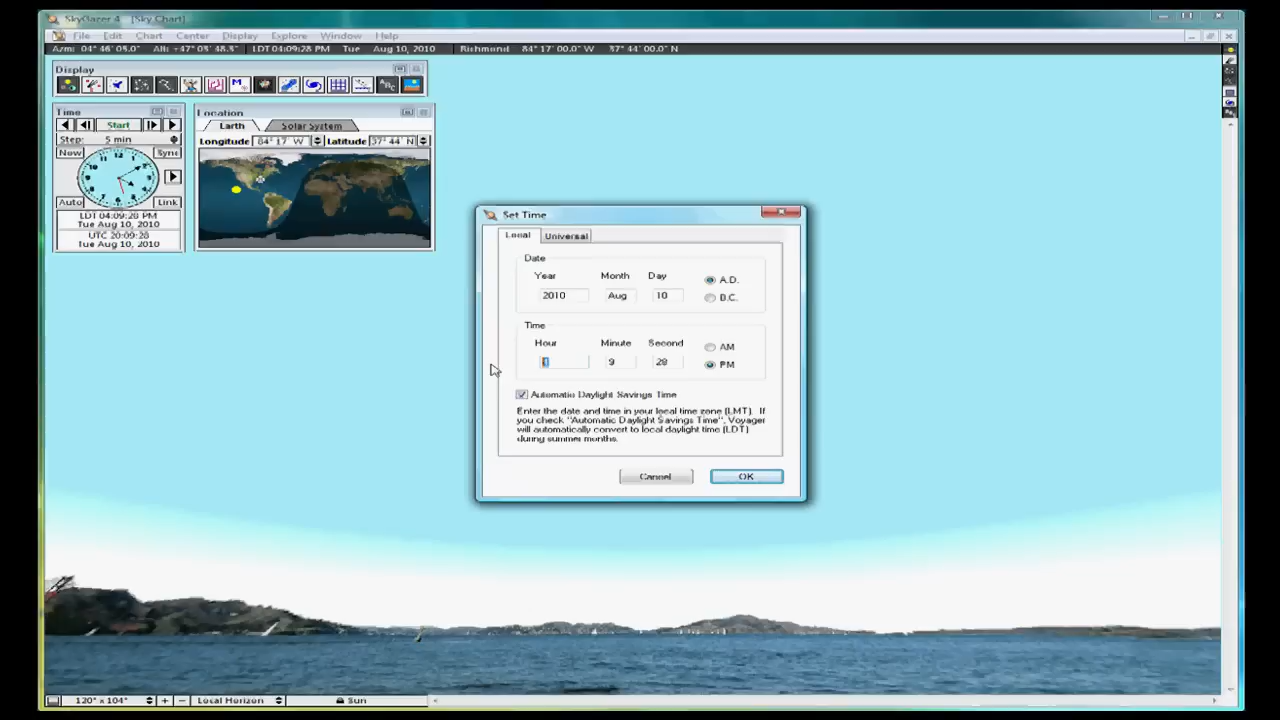 SkyGazer 4 - [Sky Chart]
File Edit Chart Center Display Explore Window Help
Azm: 04° 46' 05.0" Alt: +47° 03' 48.3" LDT 04:09:28 PM Tue Aug 10, 2010 Richmond: 84° 17' 00.0" W 37° 44' 00.0" N
Display
Time
Start
Step: 5 min
Now Sync
Auto Link
LDT 04:09:28 PM
Tue Aug 10, 2010
UTC 20:09:28
Tue Aug 10, 2010
Location
Earth Solar System
Longitude 84° 17' W Latitude 37° 44' N
Set Time
Local Universal
Date
Year Month Day
2010 Aug 10
A.D.
B.C.
Time
Hour Minute Second
9 28
AM
PM
Automatic Daylight Savings Time
Enter the date and time in your local time zone (LMT). If
you check "Automatic Daylight Savings Time", Voyager
will automatically convert to local daylight time (LDT)
during summer months.
Cancel OK
120° x 104° + − Local Horizon Sun